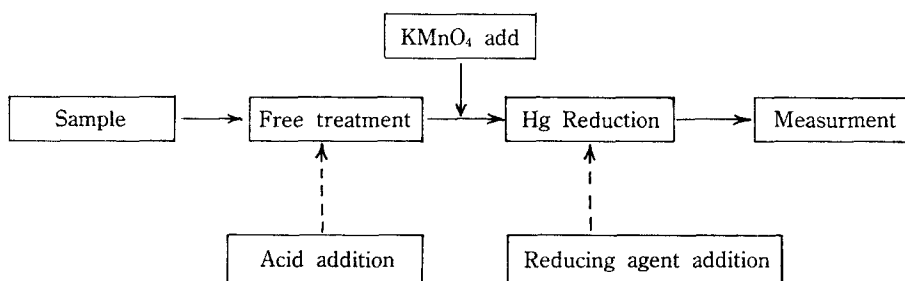 KMnO₄ add
Sample
Free treatment
Hg Reduction
Measurment
Acid addition
Reducing agent addition